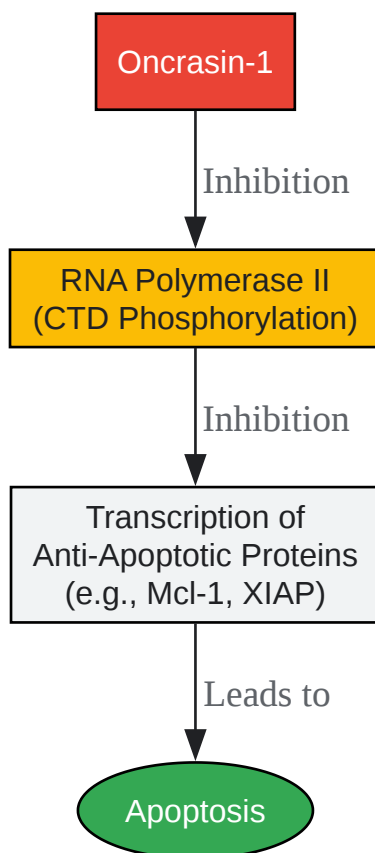 Oncrasin-1
Inhibition
RNA Polymerase II
(CTD Phosphorylation)
Inhibition
Transcription of
Anti-Apoptotic Proteins
(e.g., Mcl-1, XIAP)
Leads to
Apoptosis